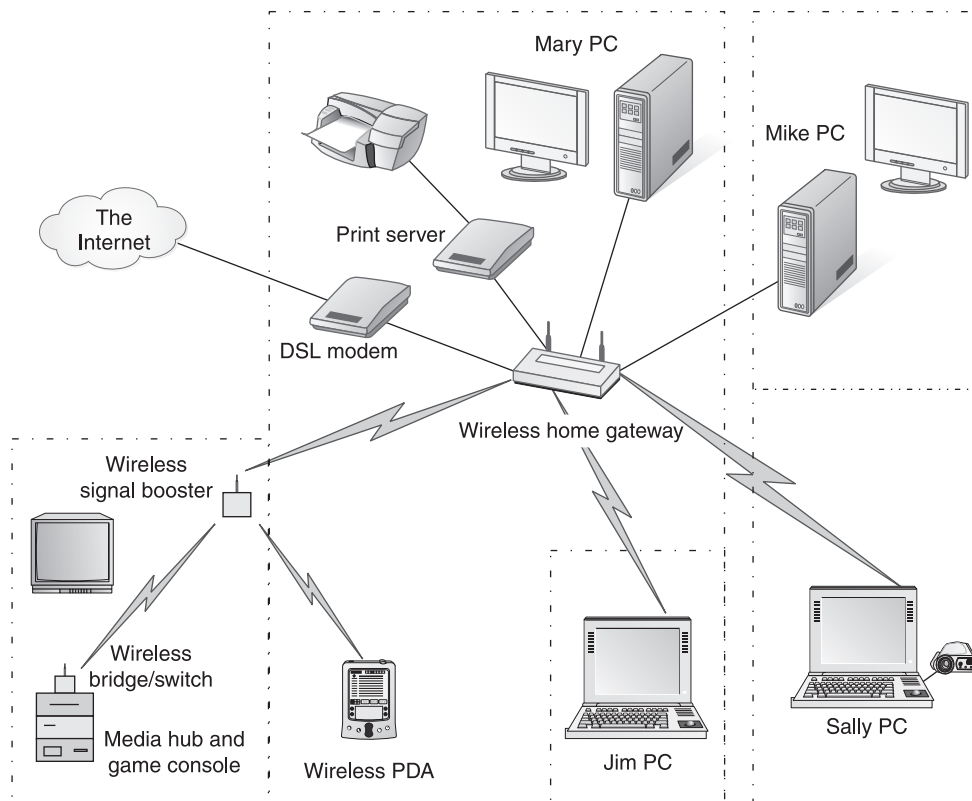 Mary PC
Mike PC
The
Internet
Print server
DSL modem
Wireless home gateway
Wireless
signal booster
Wireless
bridge/switch
Media hub and
game console
Wireless PDA
Jim PC
Sally PC